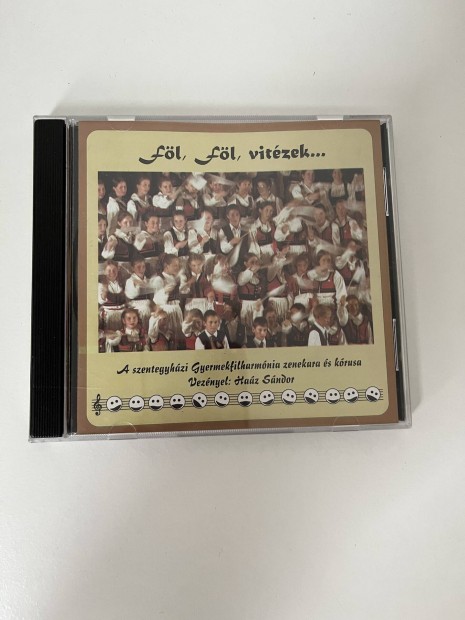 Föl, Föl, vitézek...
A szentegyházi Gyermekfilharmónia zenekara és kórusa
Vezényel: Haáz Sándor